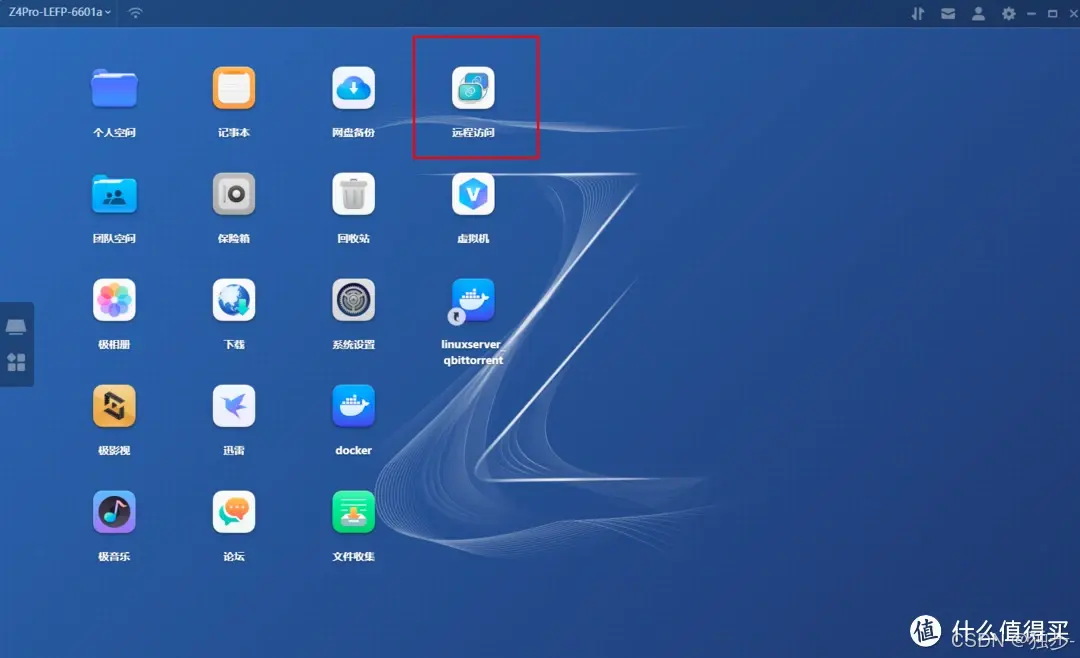 Z4Pro-LEFP-6601a
个人空间
记事本
网盘备份
远程访问
团队空间
保险箱
回收站
虚拟机
极相册
下载
系统设置
linuxserver_
qbittorrent
极影视
迅雷
docker
极音乐
论坛
文件收集
值 什么值得买
CSDN @独步-